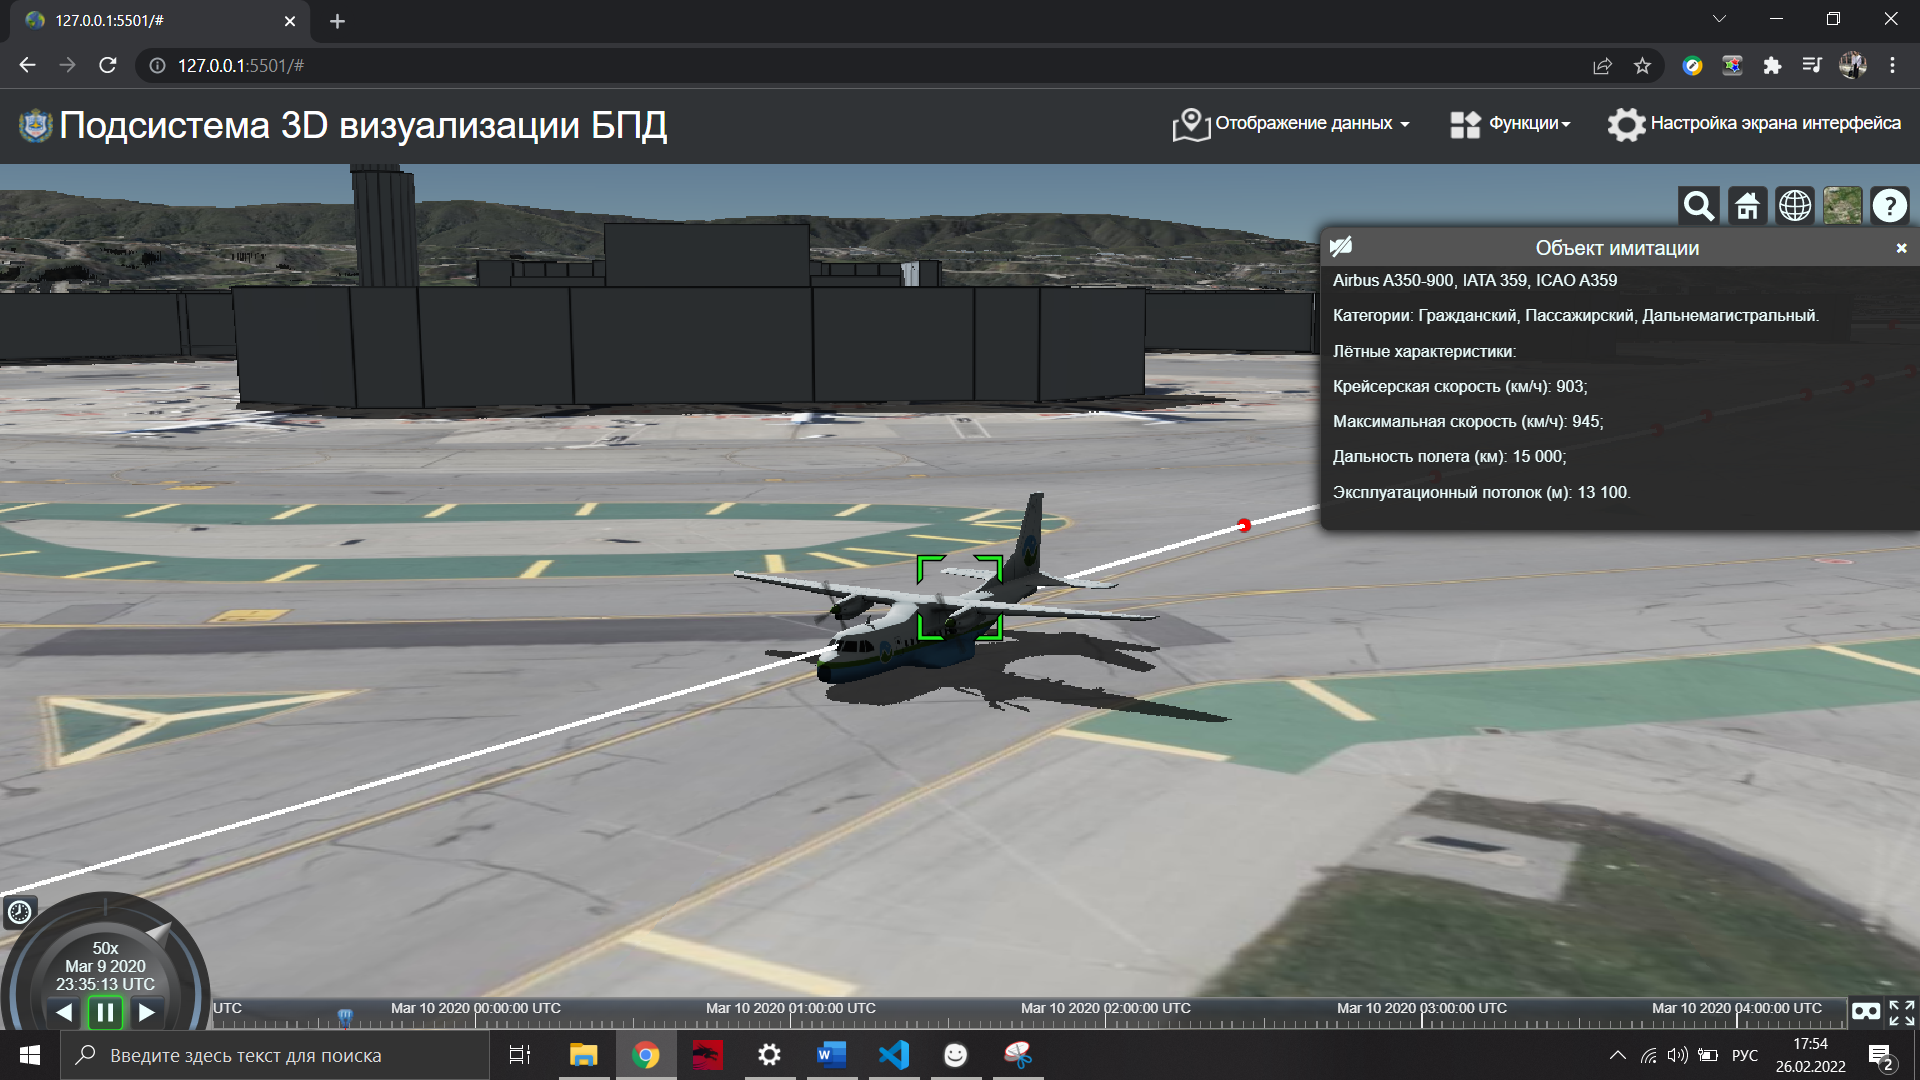 127.0.0.1:5501/#
127.0.0.1:5501/#
Подсистема 3D визуализации БПД
Отображение данных
Функции
Настройка экрана интерфейса
?
Объект имитации
Airbus A350-900, IATA 359, ICAO A359
Категории: Гражданский, Пассажирский, Дальнемагистральный.
Лётные характеристики:
Крейсерская скорость (км/ч): 903;
Максимальная скорость (км/ч): 945;
Дальность полета (км): 15 000;
Эксплуатационный потолок (м): 13 100.
50x
Mar 9 2020
23:35:13 UTC
UTC
Mar 10 2020 00:00:00 UTC
Mar 10 2020 01:00:00 UTC
Mar 10 2020 02:00:00 UTC
Mar 10 2020 03:00:00 UTC
Mar 10 2020 04:00:00 UTC
Введите здесь текст для поиска
W
РУС
17:54
26.02.2022
2